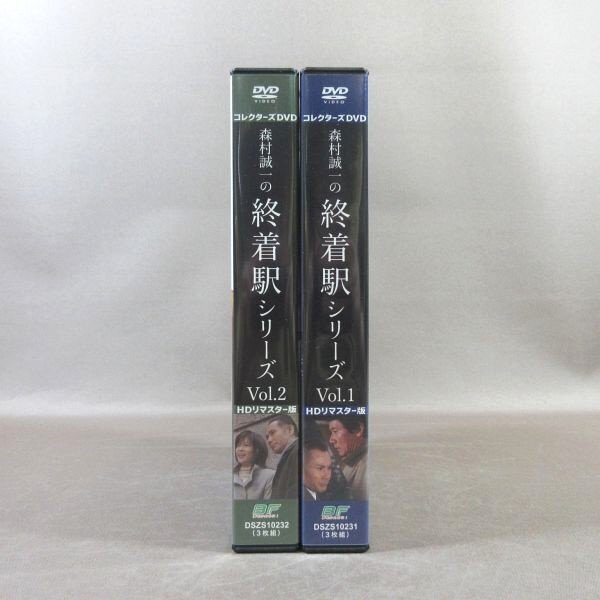 DVD
VIDEO
コレクターズDVD
森村誠一の
終着駅
シリーズ
Vol.2
HDリマスター版
BF
DSZS10232
(3枚組)
DVD
VIDEO
コレクターズDVD
森村誠一の
終着駅
シリーズ
Vol.1
HDリマスター版
BF
DSZS10231
(3枚組)